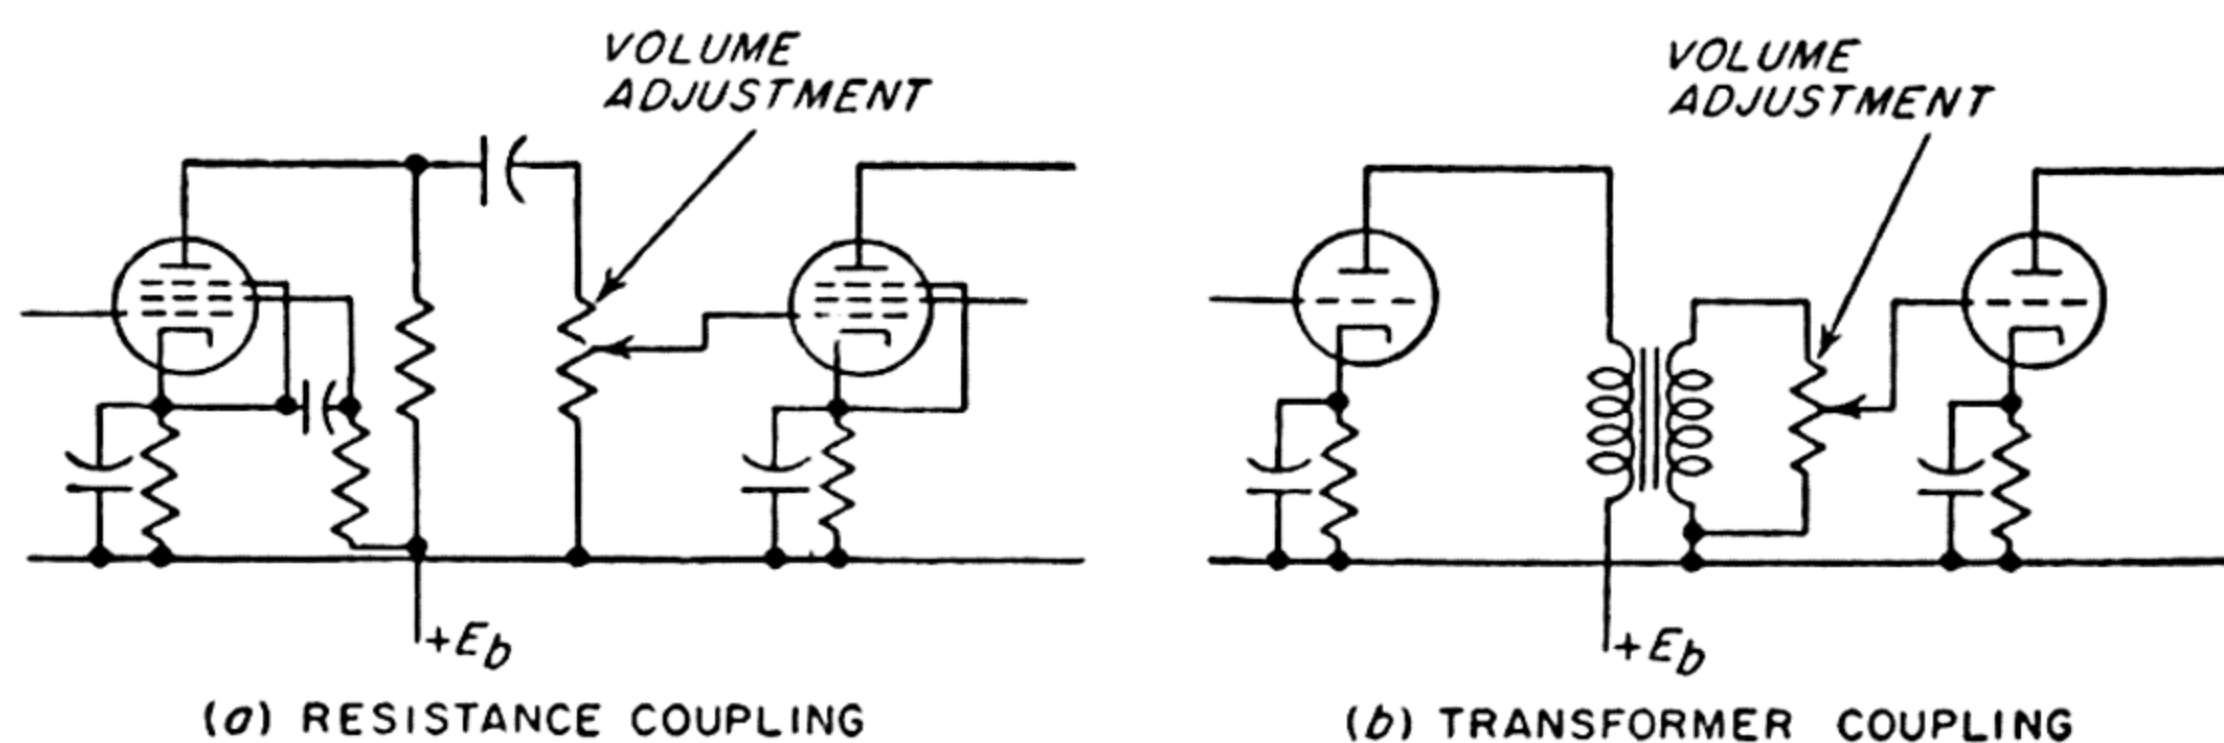 VOLUME
ADJUSTMENT
+Eb
(a) RESISTANCE COUPLING
VOLUME
ADJUSTMENT
+Eb
(b) TRANSFORMER COUPLING